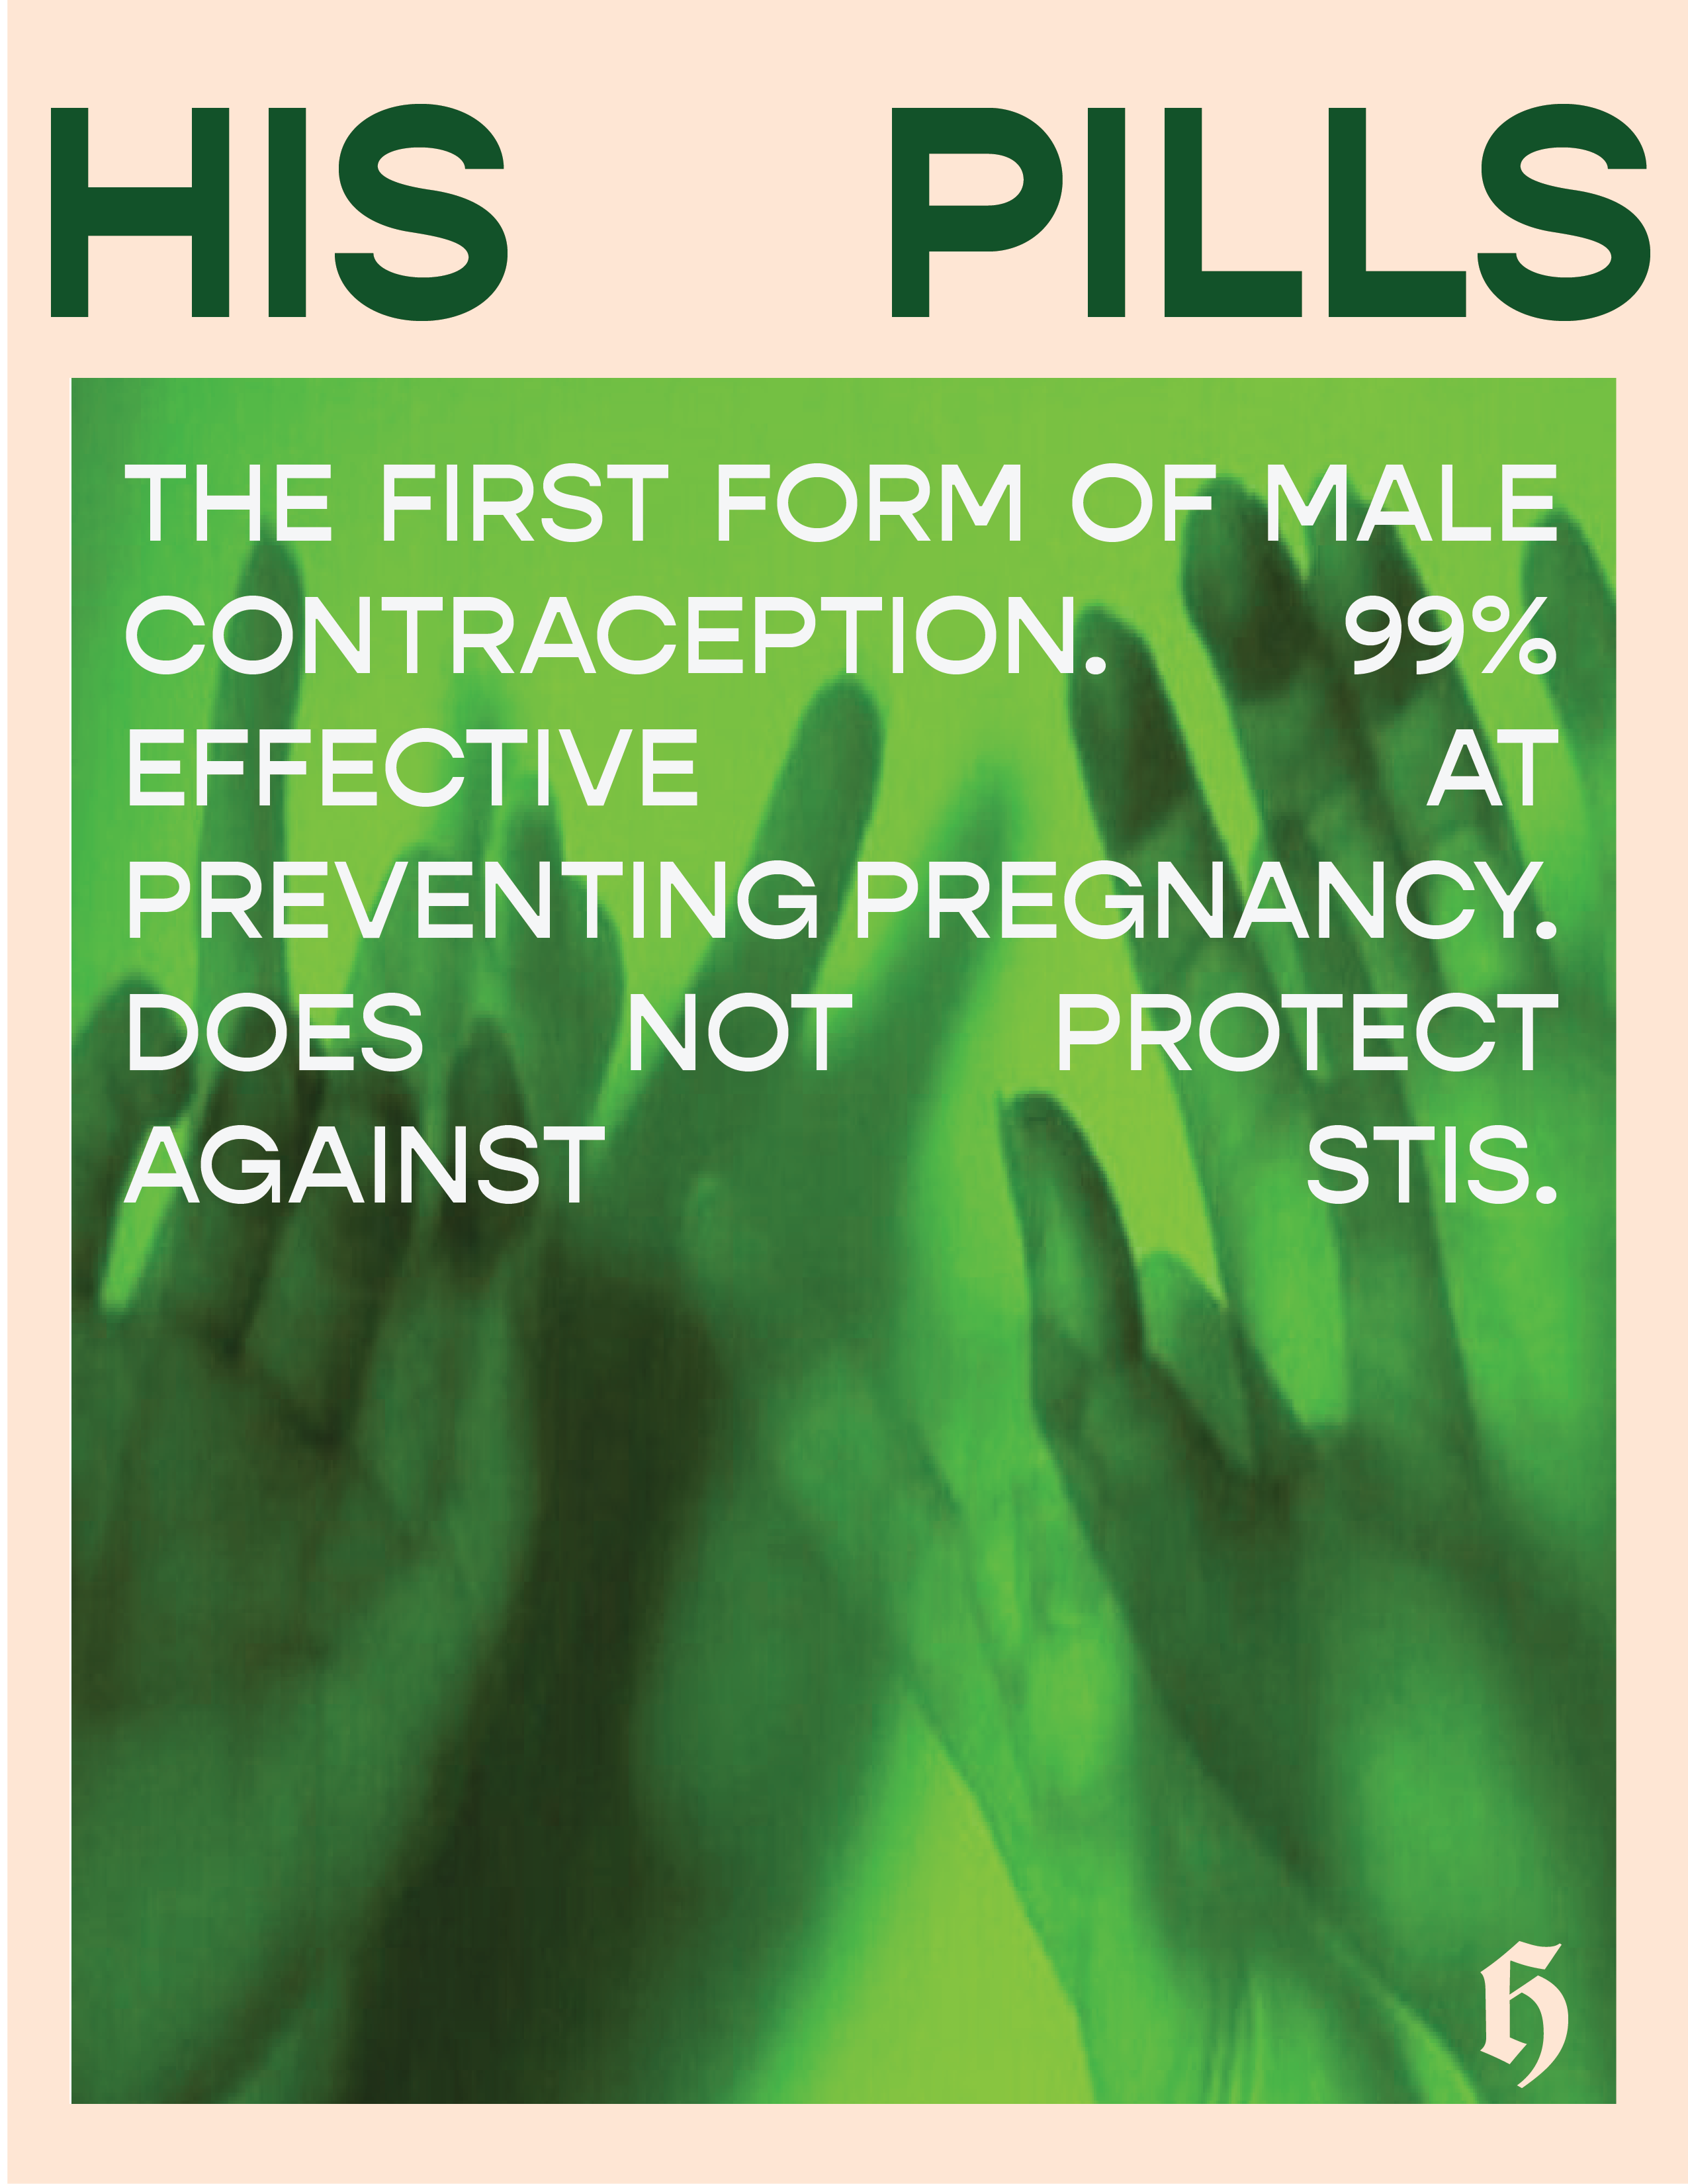 HIS PILLS
THE FIRST FORM OF MALE
CONTRACEPTION. 99%
EFFECTIVE AT
PREVENTING PREGNANCY.
DOES NOT PROTECT
AGAINST STIS.
H